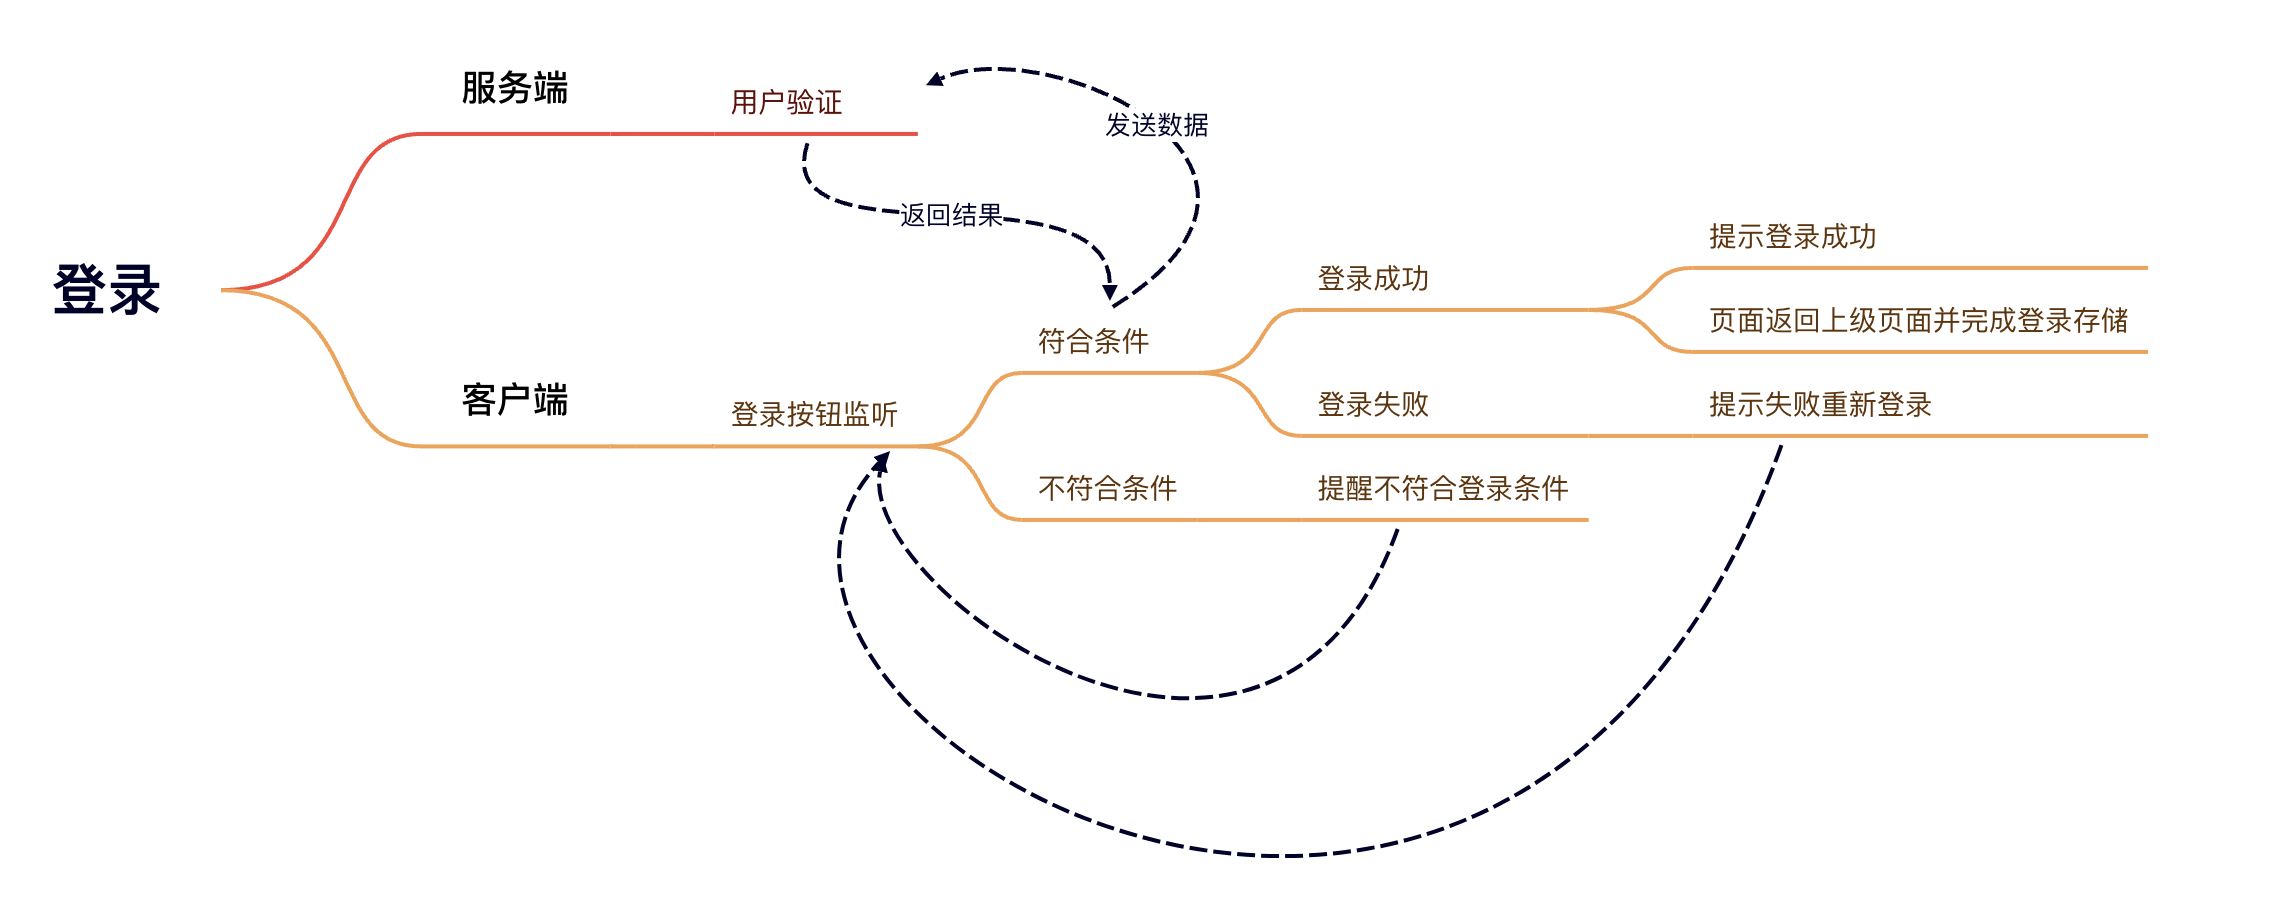 登录
服务端
用户验证
发送数据
返回结果
客户端
登录按钮监听
符合条件
登录成功
提示登录成功
页面返回上级页面并完成登录存储
登录失败
提示失败重新登录
不符合条件
提醒不符合登录条件